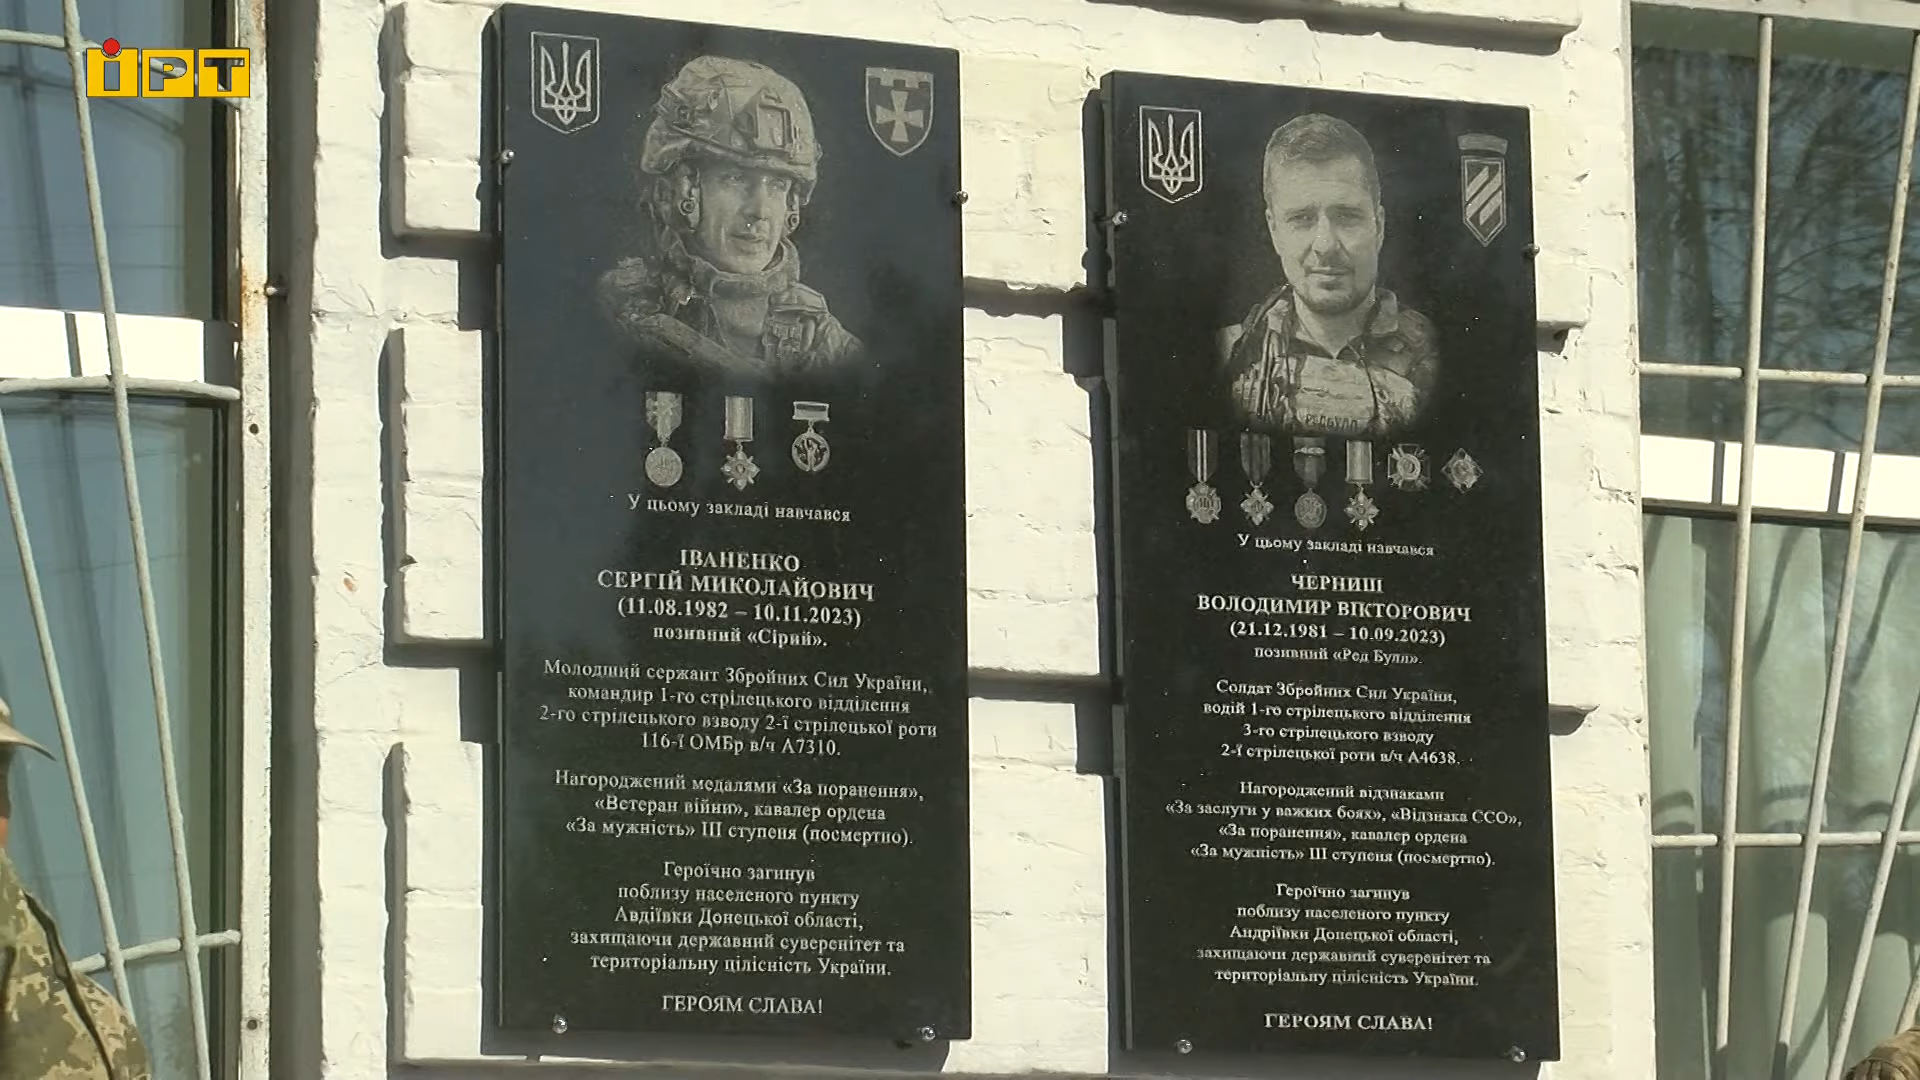 ІРТ
У цьому закладі навчався
ІВАНЕНКО
СЕРГІЙ МИКОЛАЙОВИЧ
(11.08.1982 – 10.11.2023)
позивний «Сірий».
Молодший сержант Збройних Сил України,
командир 1-го стрілецького відділення
2-го стрілецького взводу 2-ї стрілецької роти
116-ї ОМБр в/ч А7310.
Нагороджений медалями «За поранення»,
«Ветеран війни», кавалер ордена
«За мужність» ІІІ ступеня (посмертно).
Героїчно загинув
поблизу населеного пункту
Авдіївки Донецької області,
захищаючи державний суверенітет та
територіальну цілісність України.
ГЕРОЯМ СЛАВА!
РЕДБУЛЛ
У цьому закладі навчався
ЧЕРНИШ
ВОЛОДИМИР ВІКТОРОВИЧ
(21.12.1981 – 10.09.2023)
позивний «Ред Булл».
Солдат Збройних Сил України,
водій 1-го стрілецького відділення
3-го стрілецького взводу
2-ї стрілецької роти в/ч А4638.
Нагороджений відзнаками
«За заслуги у важких боях», «Відзнака ССО»,
«За поранення», кавалер ордена
«За мужність» ІІІ ступеня (посмертно).
Героїчно загинув
поблизу населеного пункту
Андріївки Донецької області,
захищаючи державний суверенітет та
територіальну цілісність України.
ГЕРОЯМ СЛАВА!